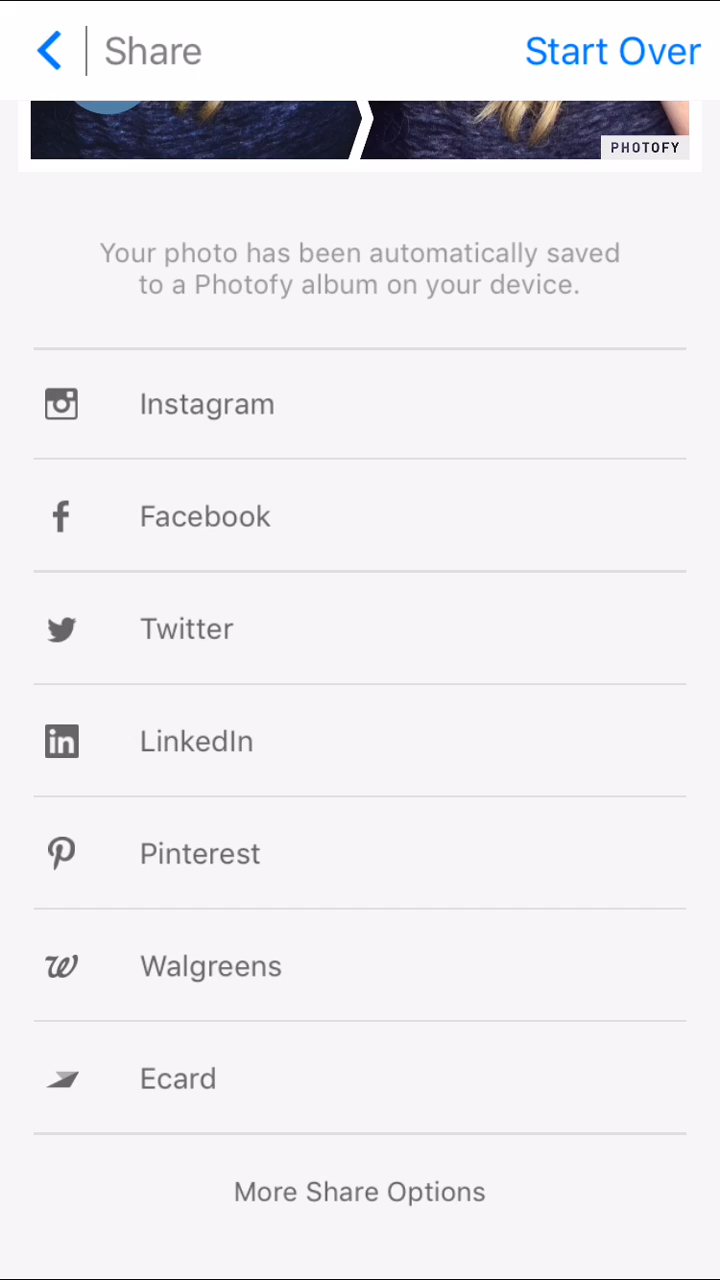 Share
Start Over
PHOTOFY
Your photo has been automatically saved
to a Photofy album on your device.
Instagram
Facebook
Twitter
LinkedIn
Pinterest
Walgreens
Ecard
More Share Options